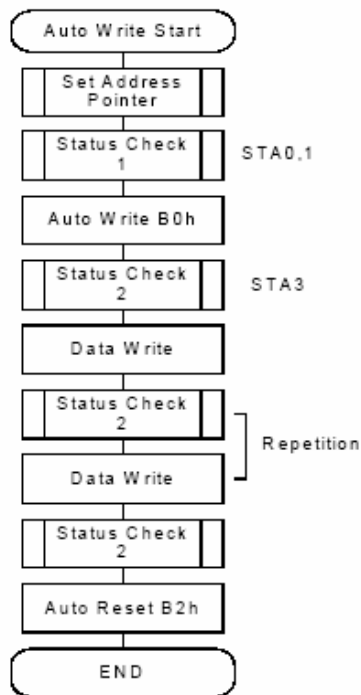 Auto Write Start
Set Address
Pointer
Status Check
1
STA0,1
Auto Write B0h
Status Check
2
STA3
Data Write
Status Check
2
Repetition
Data Write
Status Check
2
Auto Reset B2h
END